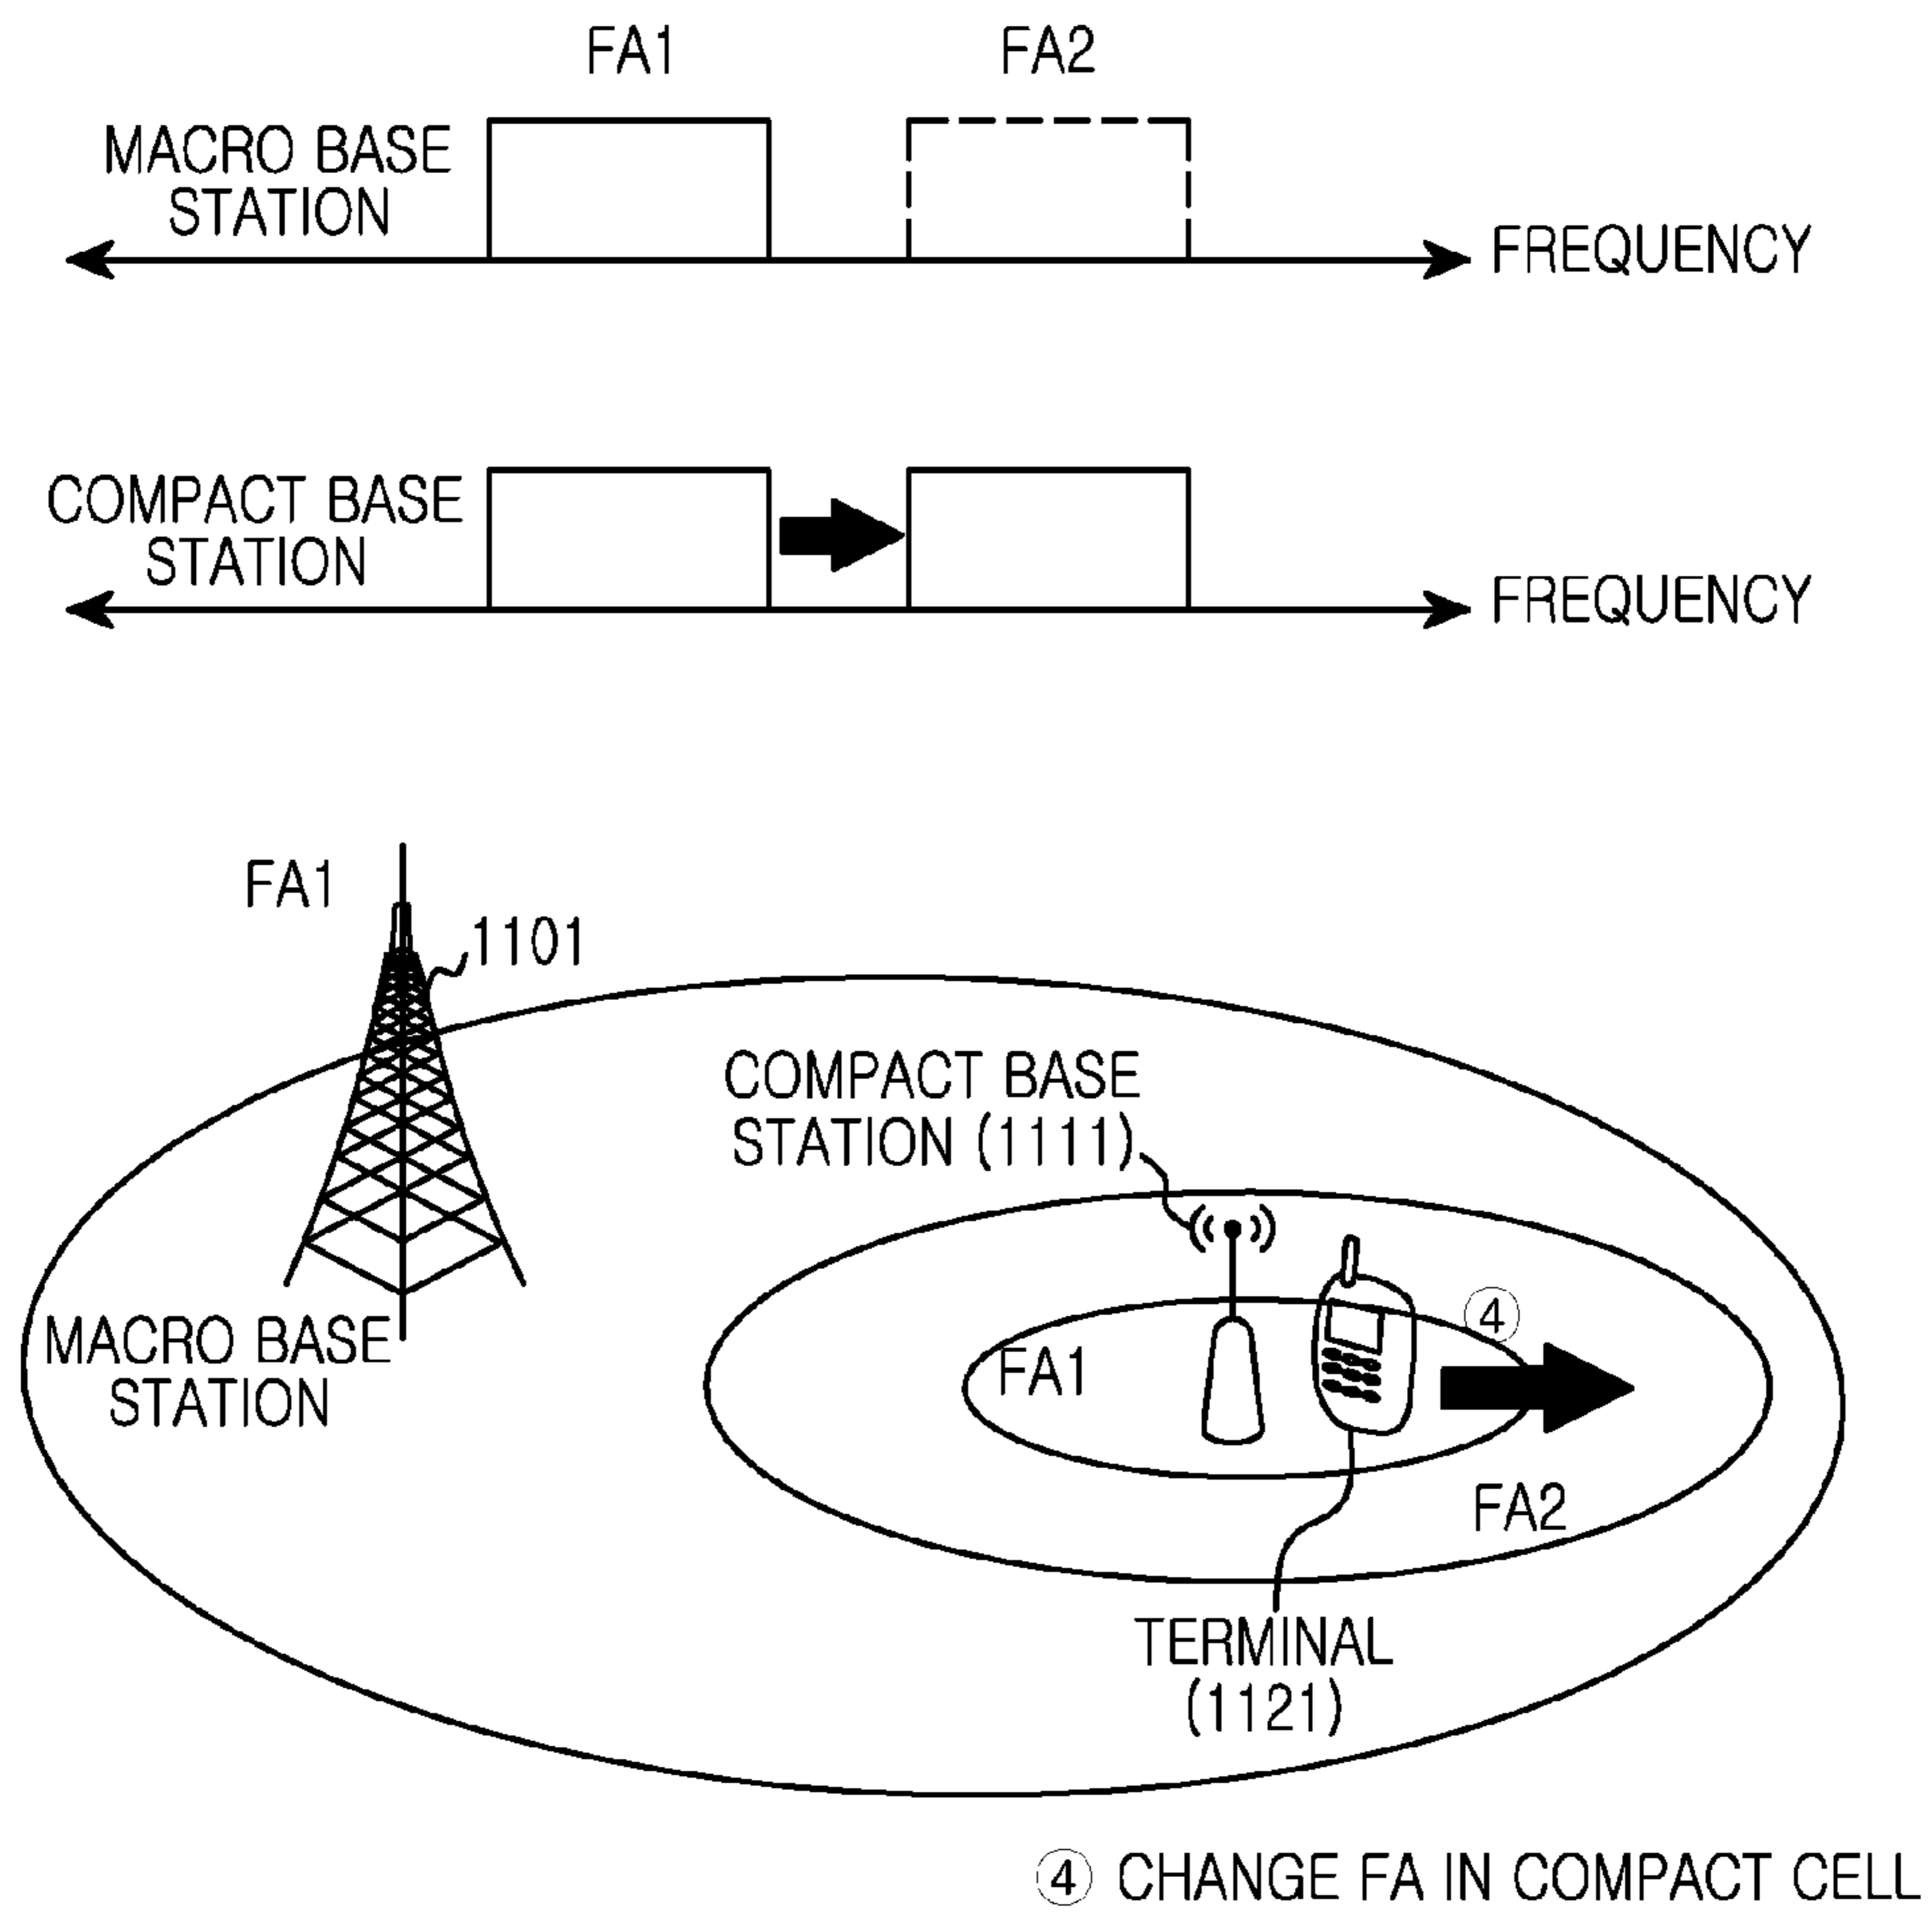 FA1 FA2
MACRO BASE
STATION
FREQUENCY
COMPACT BASE
STATION
FREQUENCY
FA1
1101
COMPACT BASE
STATION (1111)
MACRO BASE
STATION
FA1
④
FA2
TERMINAL
(1121)
④ CHANGE FA IN COMPACT CELL